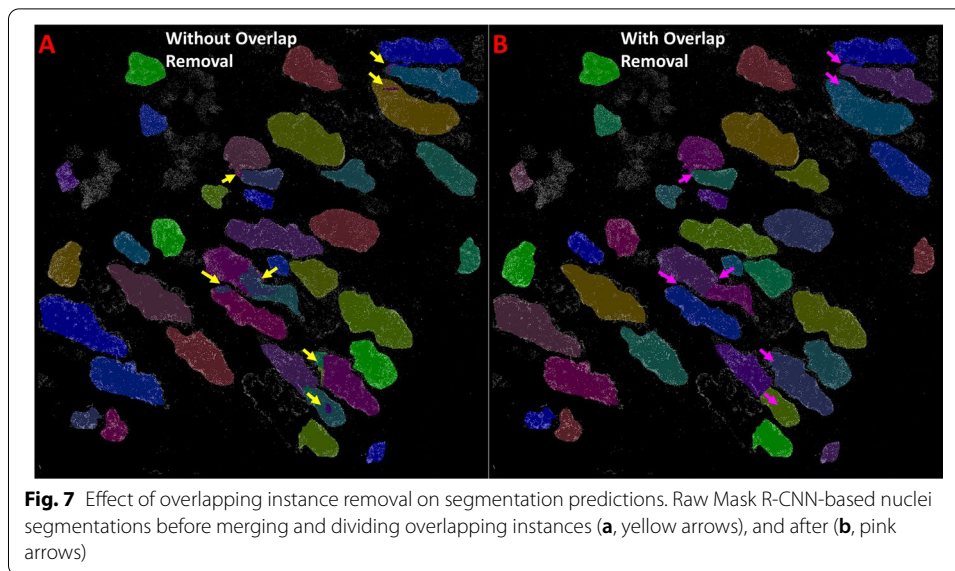 A
Without Overlap
Removal
B
With Overlap
Removal
Fig. 7 Effect of overlapping instance removal on segmentation predictions. Raw Mask R-CNN-based nuclei
segmentations before merging and dividing overlapping instances (a, yellow arrows), and after (b, pink
arrows)